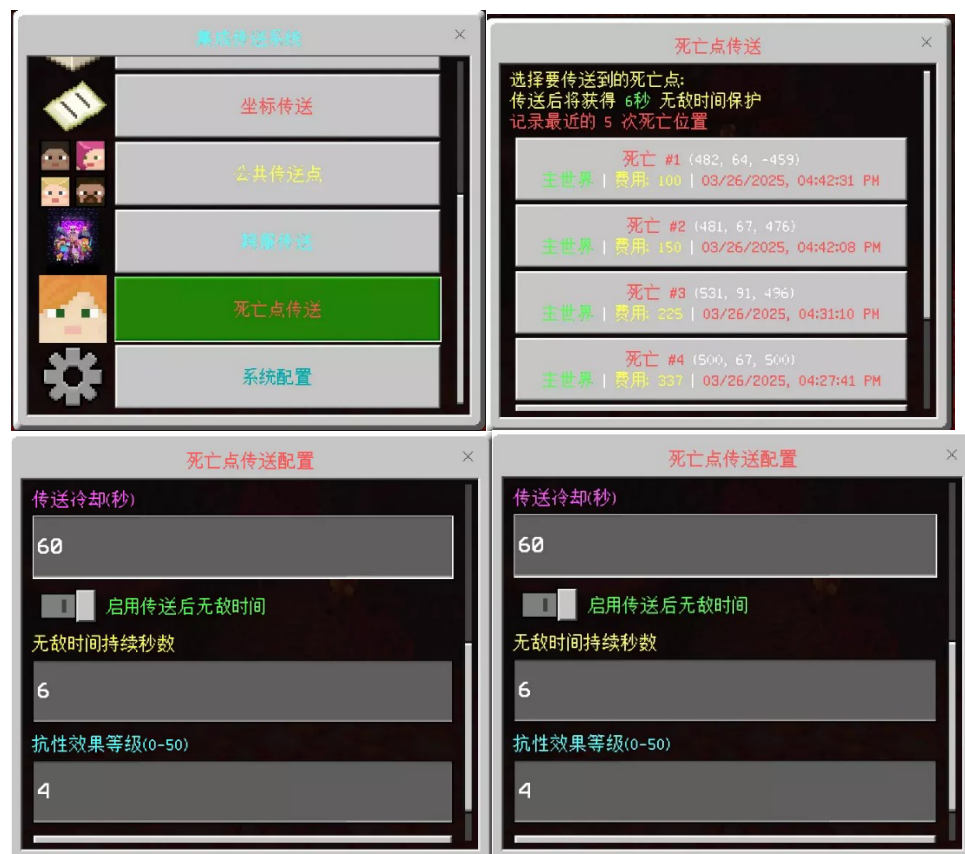 集成传送系统
坐标传送
公共传送点
跨服传送
死亡点传送
系统配置
死亡点传送
选择要传送到的死亡点:
传送后将获得 6秒 无敌时间保护
记录最近的 5 次死亡位置
死亡 #1 (482, 64, -459)
主世界 | 费用: 100 | 03/26/2025, 04:42:31 PM
死亡 #2 (481, 67, 476)
主世界 | 费用: 150 | 03/26/2025, 04:42:08 PM
死亡 #3 (531, 91, 496)
主世界 | 费用: 225 | 03/26/2025, 04:31:10 PM
死亡 #4 (500, 67, 500)
主世界 | 费用: 337 | 03/26/2025, 04:27:41 PM
死亡点传送配置
传送冷却(秒)
60
启用传送后无敌时间
无敌时间持续秒数
6
抗性效果等级(0-50)
4
死亡点传送配置
传送冷却(秒)
60
启用传送后无敌时间
无敌时间持续秒数
6
抗性效果等级(0-50)
4